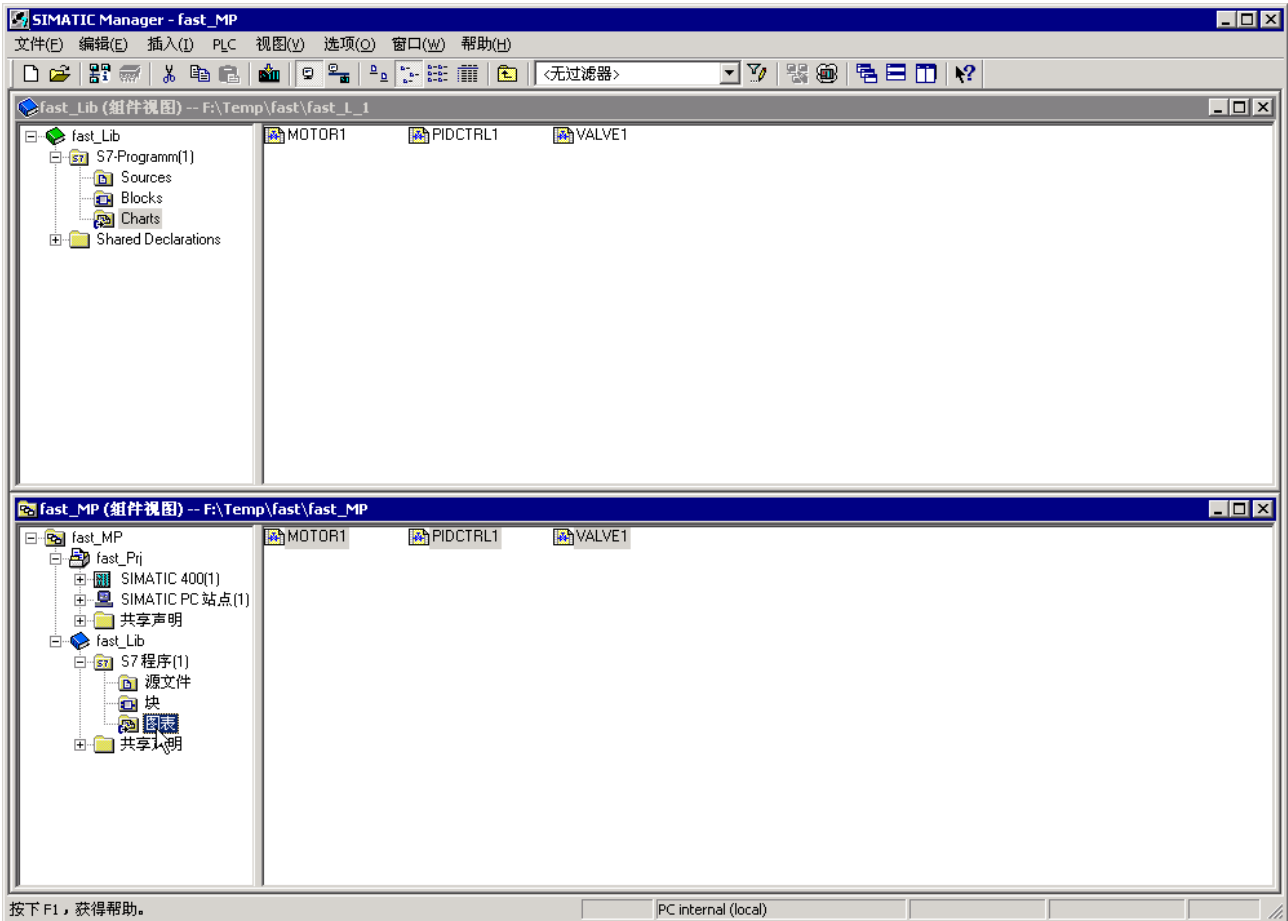 SIMATIC Manager - fast_MP
文件(F) 编辑(E) 插入(I) PLC 视图(V) 选项(O) 窗口(W) 帮助(H)
<无过滤器>
fast_Lib (组件视图) -- F:\Temp\fast\fast_L_1
fast_Lib
S7-Programm(1)
Sources
Blocks
Charts
Shared Declarations
MOTOR1 PIDCTRL1 VALVE1
fast_MP (组件视图) -- F:\Temp\fast\fast_MP
fast_MP
fast_Prj
SIMATIC 400(1)
SIMATIC PC 站点(1)
共享声明
fast_Lib
S7 程序(1)
源文件
块
图表
共享声明
MOTOR1 PIDCTRL1 VALVE1
按下 F1，获得帮助。 PC internal (local)